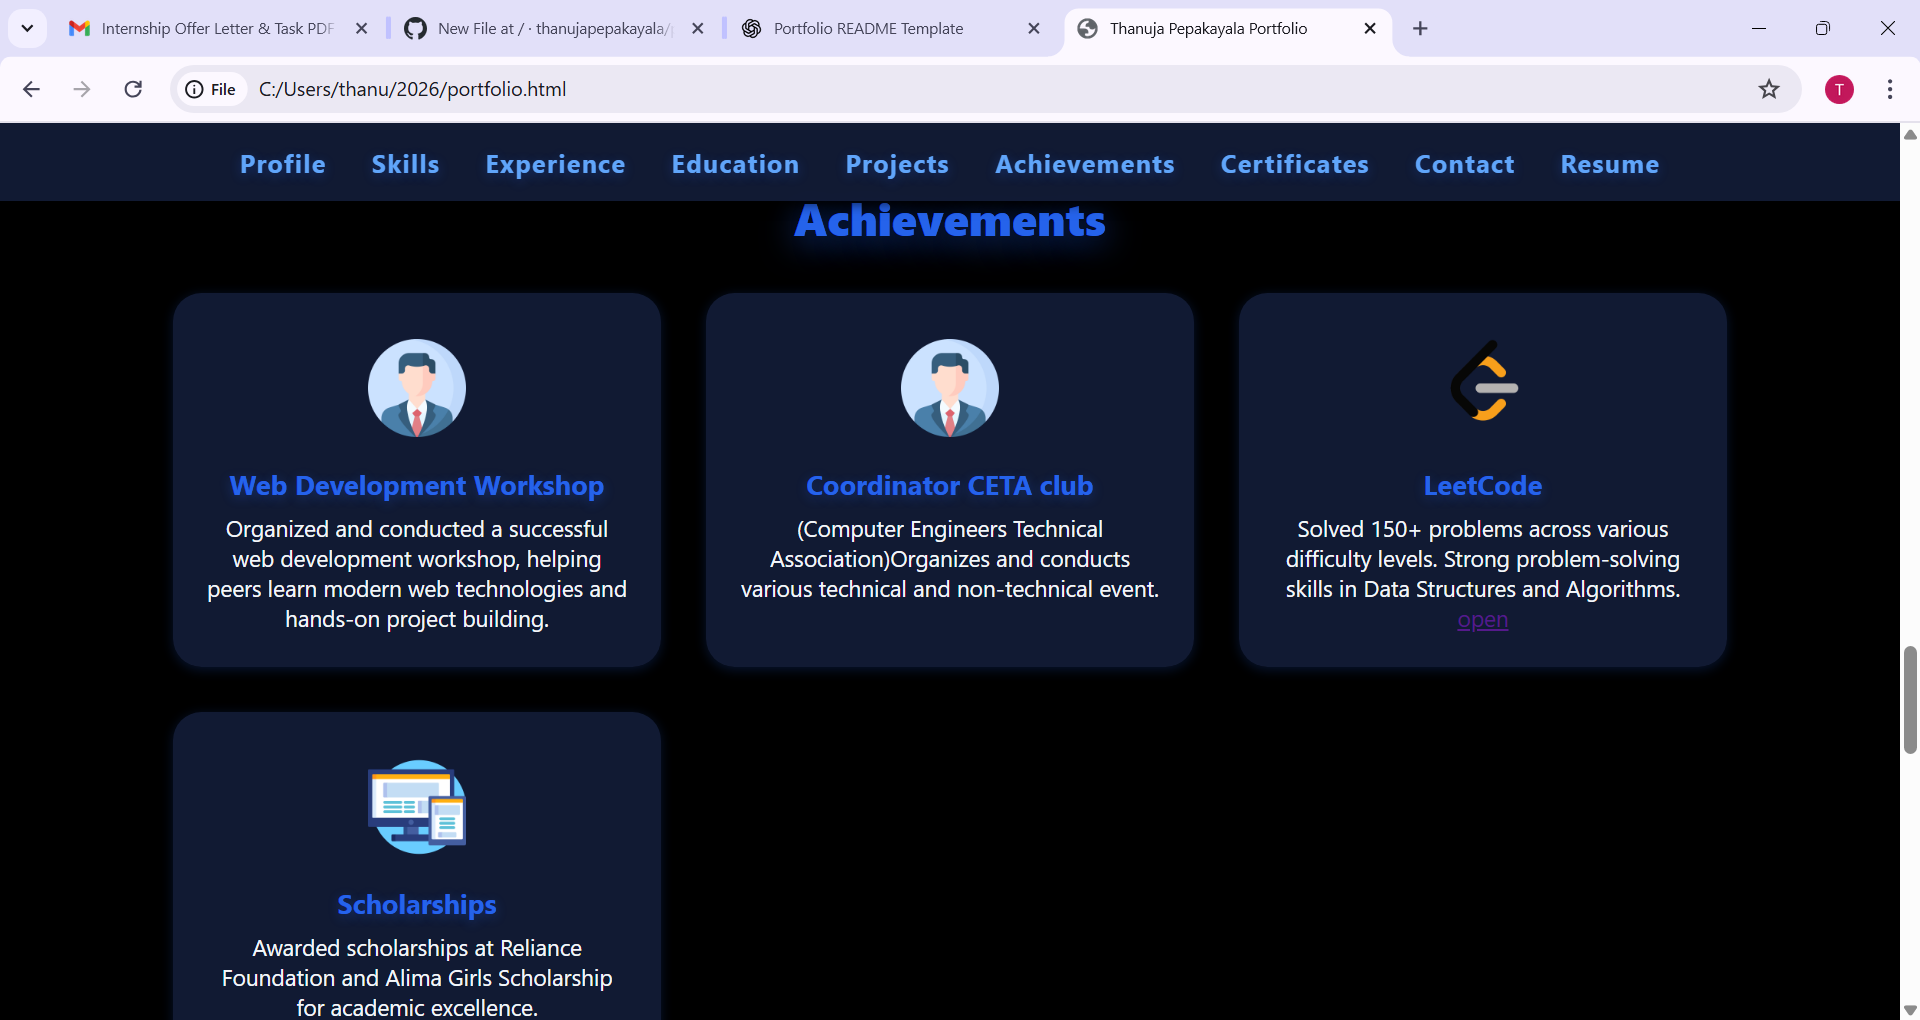 Internship Offer Letter & Task PDF
New File at / · thanujapepakayala/p
Portfolio README Template
Thanuja Pepakayala Portfolio
File
C:/Users/thanu/2026/portfolio.html
T
Profile Skills Experience Education Projects Achievements Certificates Contact Resume
Achievements
Web Development Workshop
Organized and conducted a successful
web development workshop, helping
peers learn modern web technologies and
hands-on project building.
Coordinator CETA club
(Computer Engineers Technical
Association)Organizes and conducts
various technical and non-technical event.
LeetCode
Solved 150+ problems across various
difficulty levels. Strong problem-solving
skills in Data Structures and Algorithms.
open
Scholarships
Awarded scholarships at Reliance
Foundation and Alima Girls Scholarship
for academic excellence.